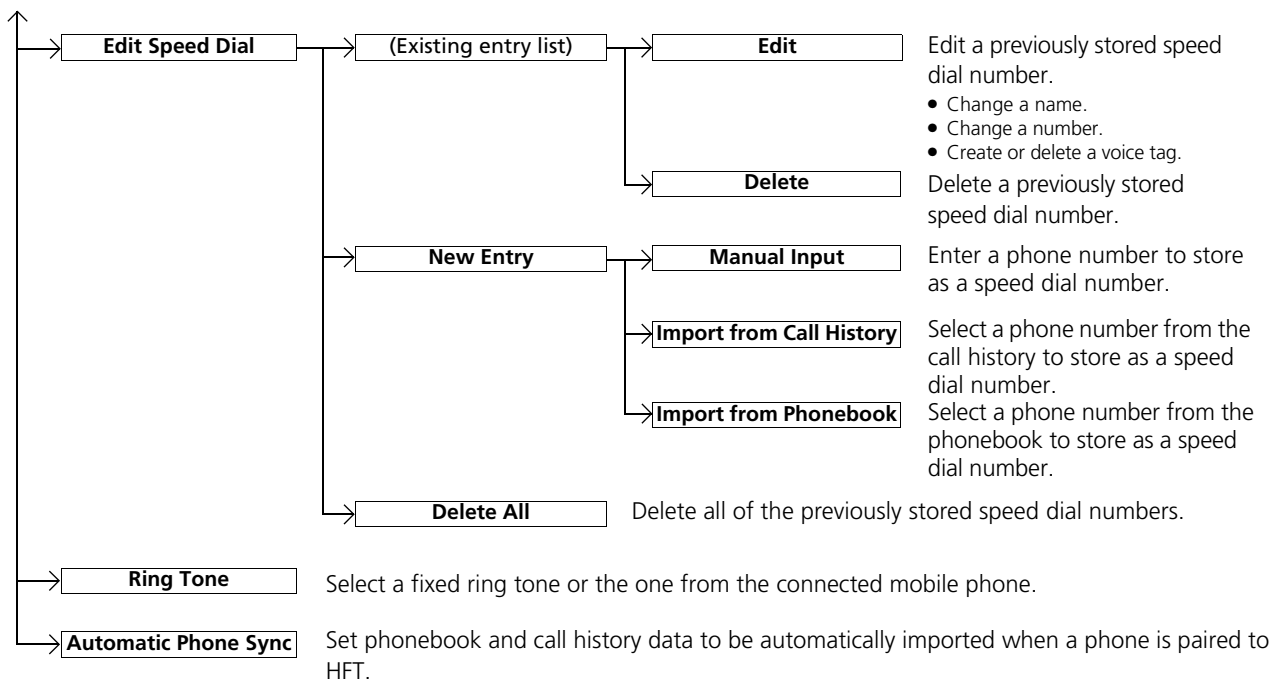 Edit Speed Dial
(Existing entry list)
Edit
Edit a previously stored speed
dial number.
● Change a name.
● Change a number.
● Create or delete a voice tag.
Delete
Delete a previously stored
speed dial number.
New Entry
Manual Input
Enter a phone number to store
as a speed dial number.
Import from Call History
Select a phone number from the
call history to store as a speed
dial number.
Import from Phonebook
Select a phone number from the
phonebook to store as a speed
dial number.
Delete All
Delete all of the previously stored speed dial numbers.
Ring Tone
Select a fixed ring tone or the one from the connected mobile phone.
Automatic Phone Sync
Set phonebook and call history data to be automatically imported when a phone is paired to
HFT.